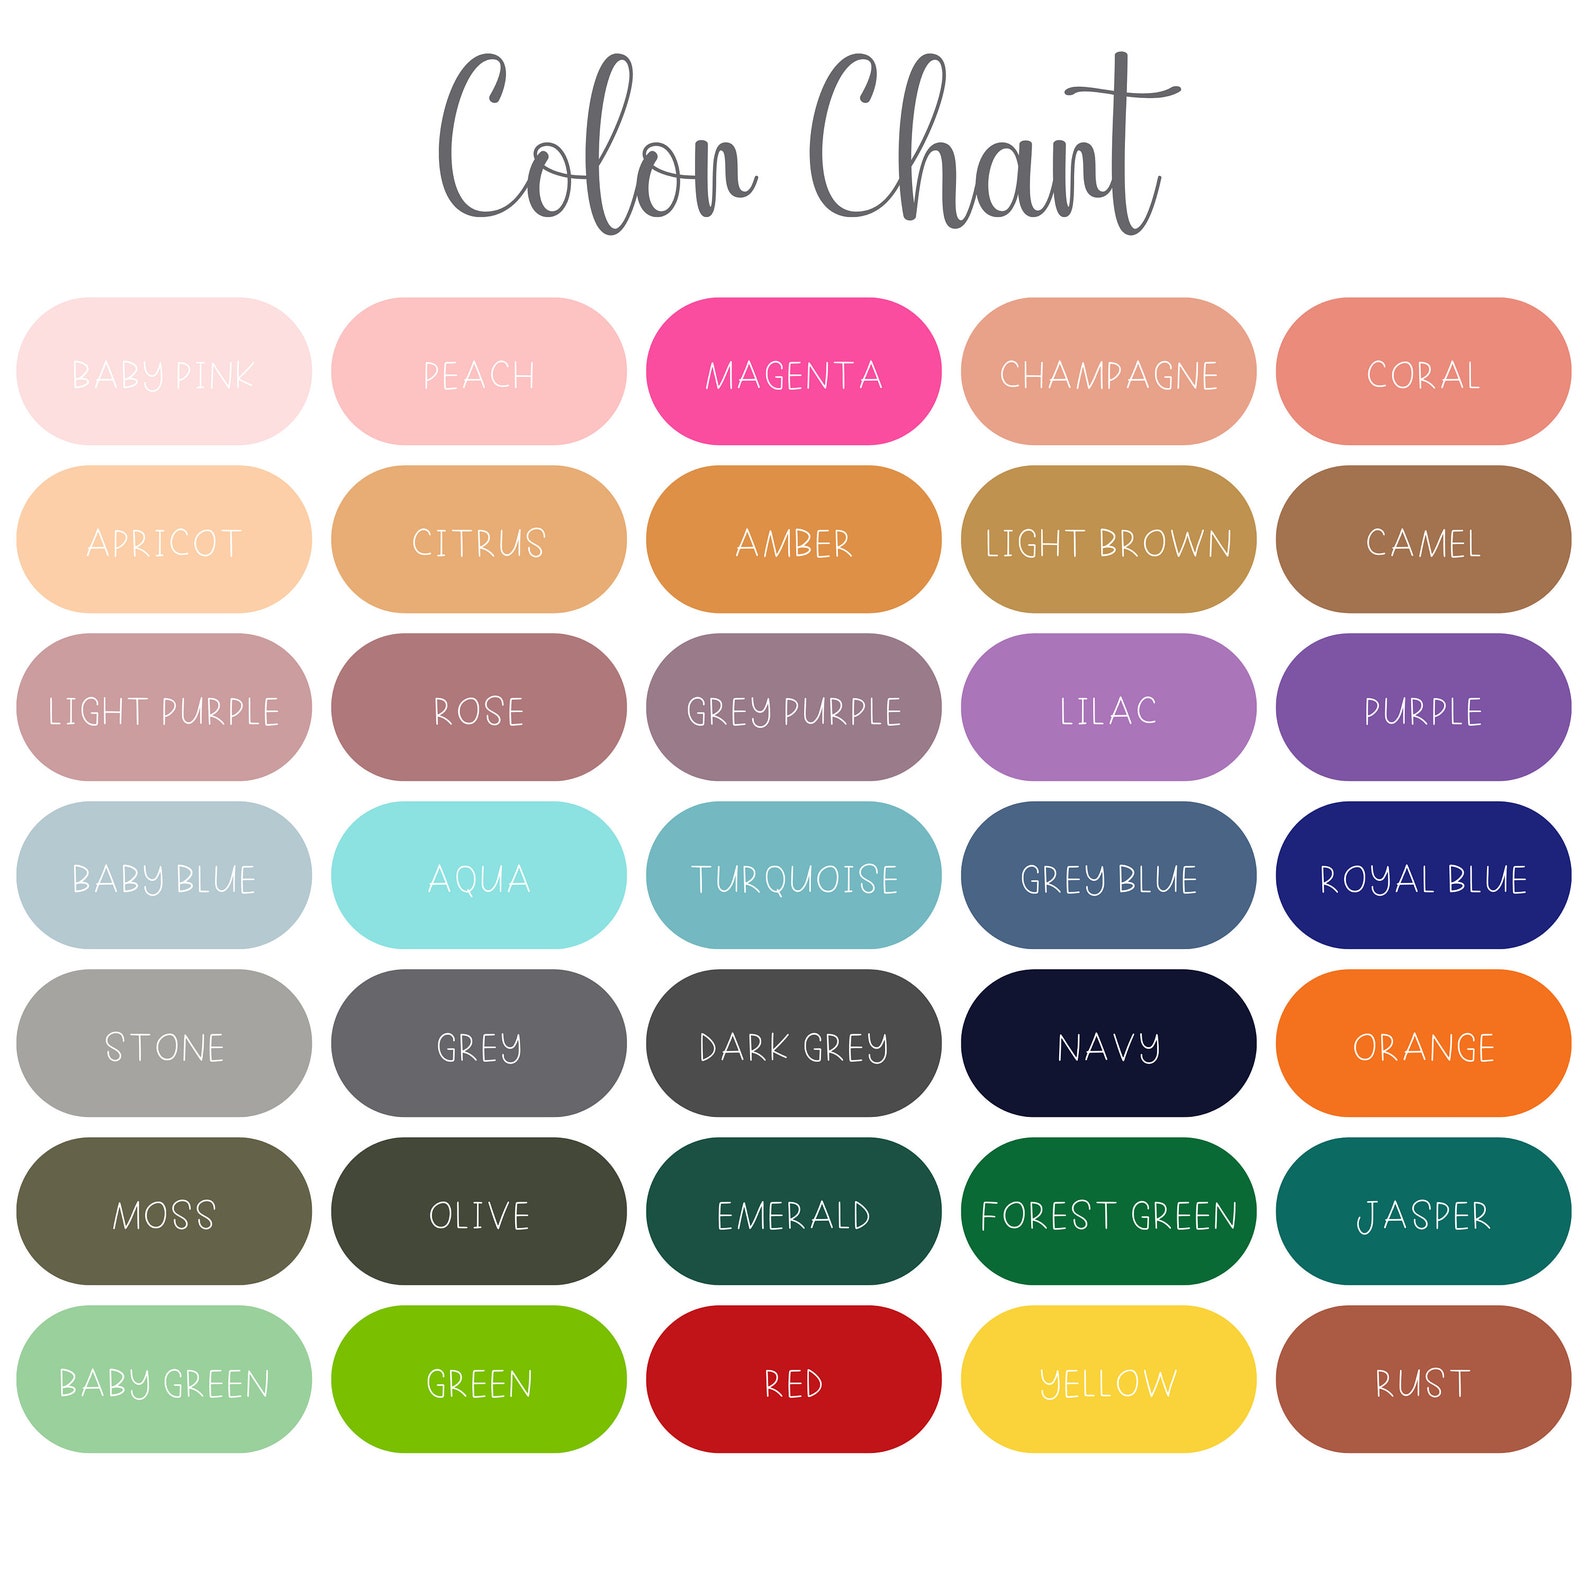 Color Chart
BABY PINK PEACH MAGENTA CHAMPAGNE CORAL
APRICOT CITRUS AMBER LIGHT BROWN CAMEL
LIGHT PURPLE ROSE GREY PURPLE LILAC PURPLE
BABY BLUE AQUA TURQUOISE GREY BLUE ROYAL BLUE
STONE GREY DARK GREY NAVY ORANGE
MOSS OLIVE EMERALD FOREST GREEN JASPER
BABY GREEN GREEN RED YELLOW RUST